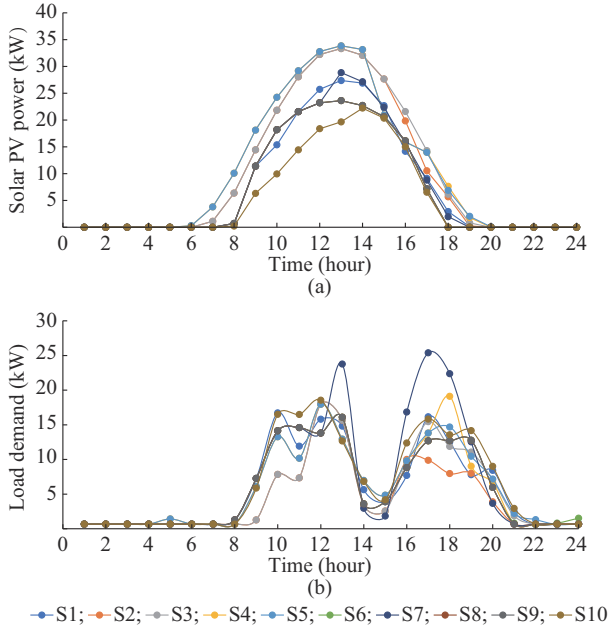 Solar PV power (kW)
40
35
30
25
20
15
10
5
0 2 4 6 8 10 12 14 16 18 20 22 24
Time (hour)
(a)
Load demand (kW)
30
25
20
15
10
5
0 2 4 6 8 10 12 14 16 18 20 22 24
Time (hour)
(b)
S1; S2; S3; S4; S5; S6; S7; S8; S9; S10